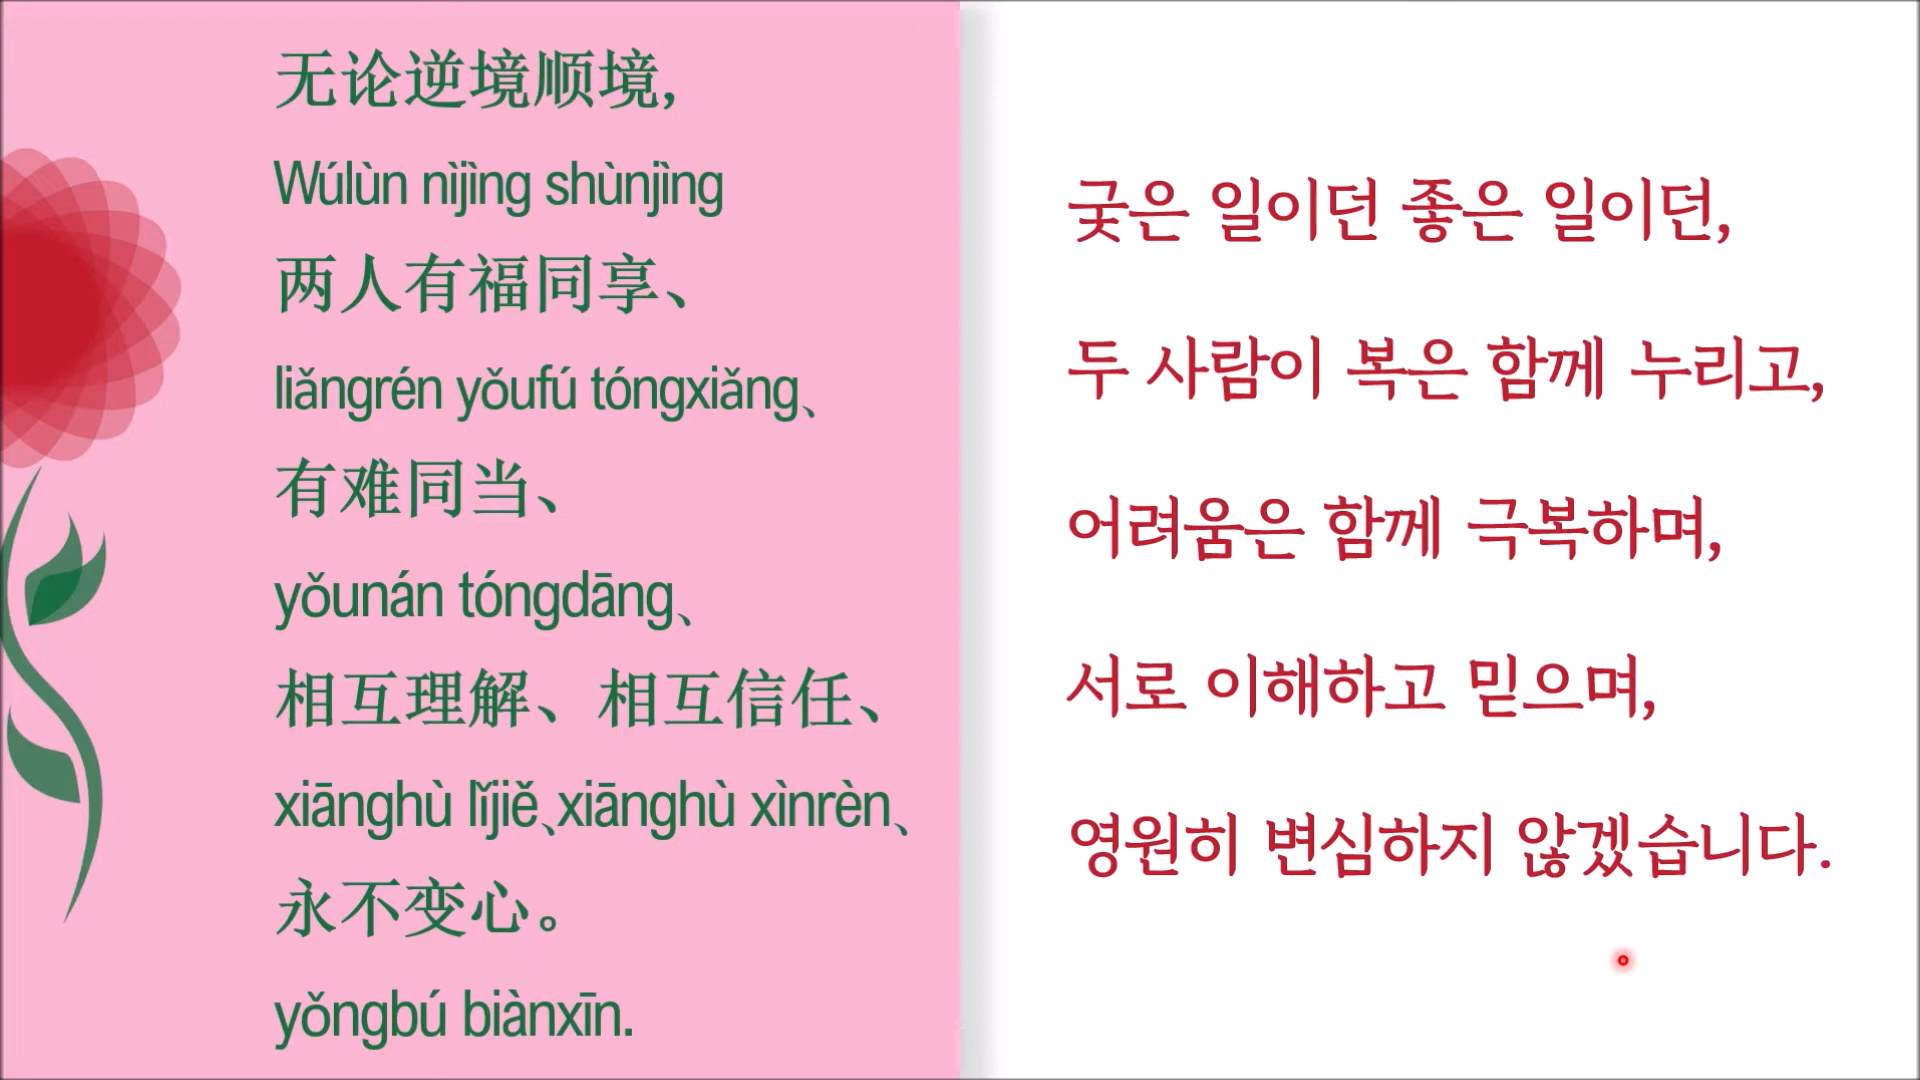 无论逆境顺境,
Wúlùn nìjìng shùnjìng
两人有福同享、
liǎngrén yǒufú tóngxiǎng、
有难同当、
yǒunán tóngdāng、
相互理解、相互信任、
xiānghù lǐjiě、xiānghù xìnrèn、
永不变心。
yǒngbú biànxīn.
궂은 일이던 좋은 일이던,
두 사람이 복은 함께 누리고,
어려움은 함께 극복하며,
서로 이해하고 믿으며,
영원히 변심하지 않겠습니다.